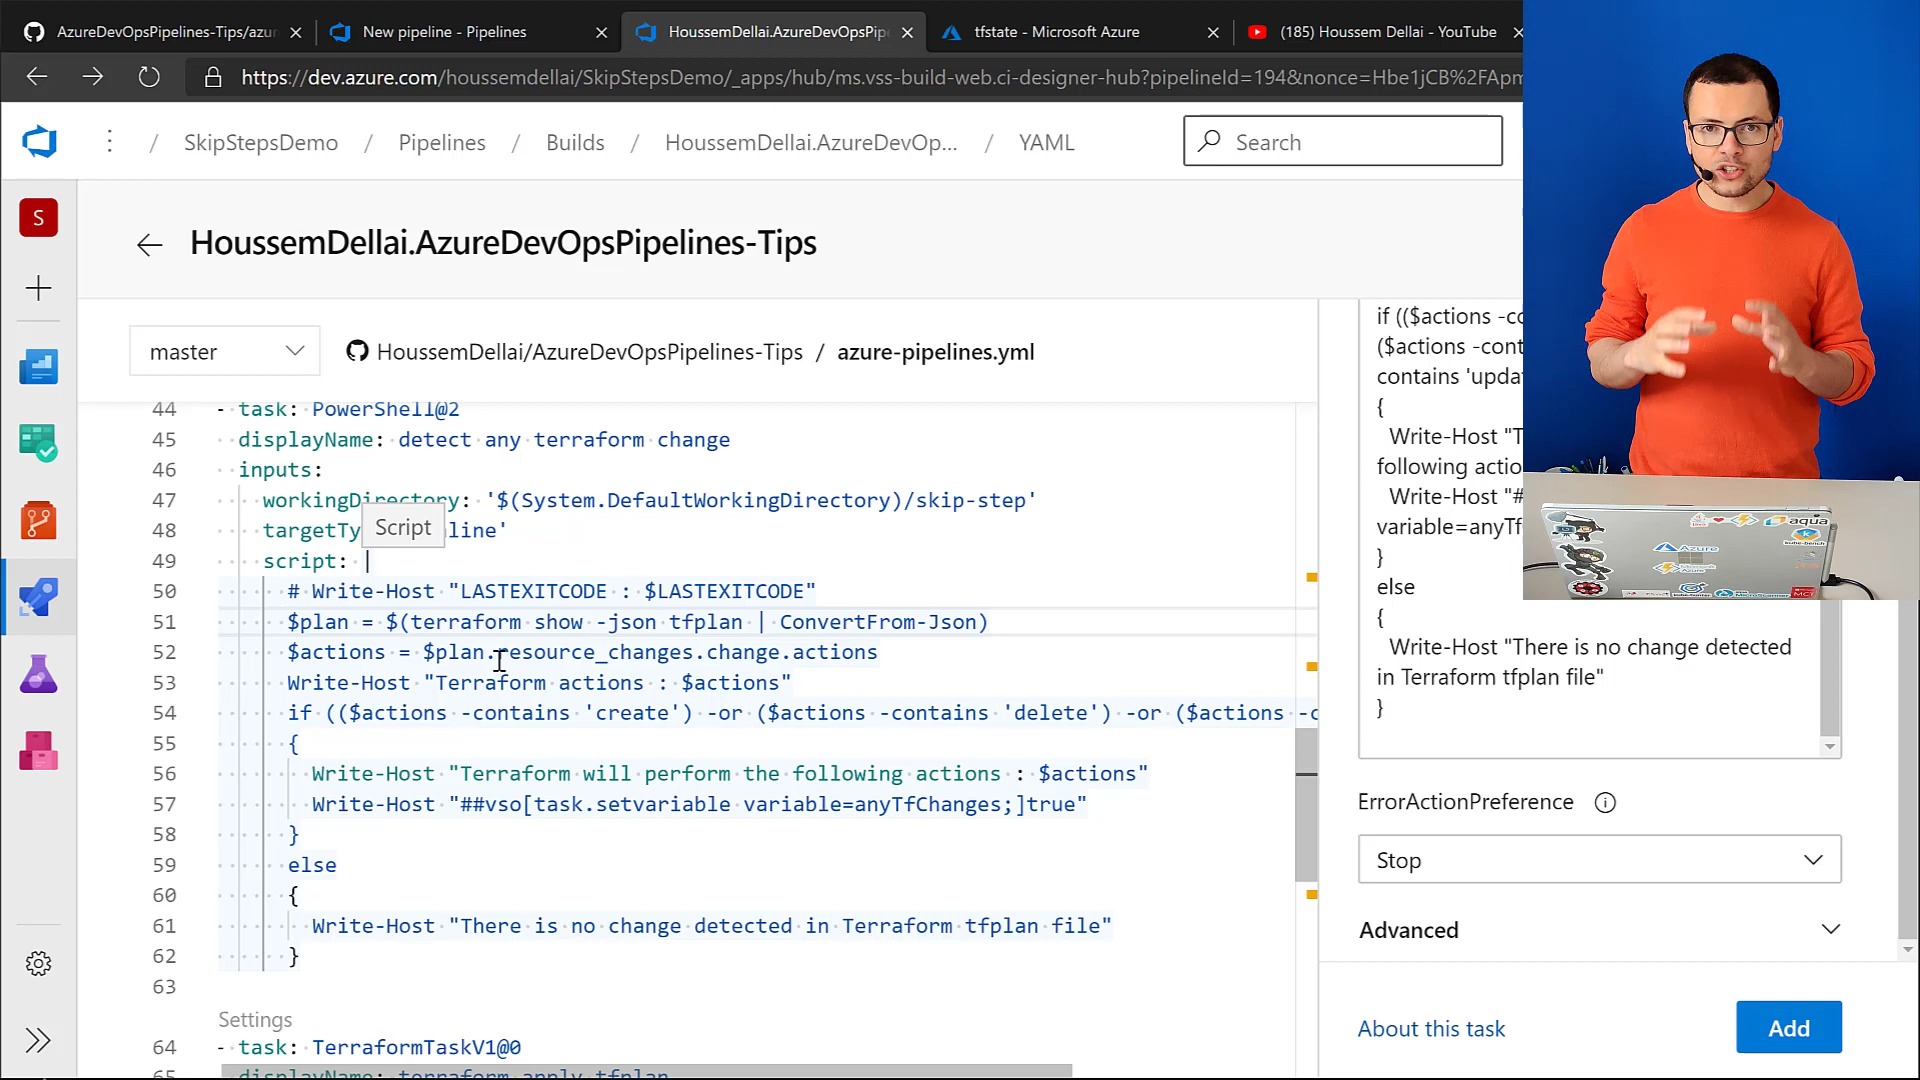 AzureDevOpsPipelines-Tips/azur
New pipeline - Pipelines
HoussemDellai.AzureDevOpsPip
tfstate - Microsoft Azure
(185) Houssem Dellai - YouTube
https://dev.azure.com/houssemdellai/SkipStepsDemo/_apps/hub/ms.vss-build-web.ci-designer-hub?pipelineId=194&nonce=Hbe1jCB%2FApm
/ SkipStepsDemo / Pipelines / Builds / HoussemDellai.AzureDevOp... / YAML
Search
S
HoussemDellai.AzureDevOpsPipelines-Tips
master
HoussemDellai/AzureDevOpsPipelines-Tips / azure-pipelines.yml
44 - task: PowerShell@2
45 displayName: detect any terraform change
46 inputs:
47 workingDirectory: '$(System.DefaultWorkingDirectory)/skip-step'
48 targetTy line'
Script
49 script: |
50 # Write-Host "LASTEXITCODE : $LASTEXITCODE"
51 $plan = $(terraform show -json tfplan | ConvertFrom-Json)
52 $actions = $plan.resource_changes.change.actions
53 Write-Host "Terraform actions : $actions"
54 if (($actions -contains 'create') -or ($actions -contains 'delete') -or ($actions -c
55 {
56 Write-Host "Terraform will perform the following actions : $actions"
57 Write-Host "##vso[task.setvariable variable=anyTfChanges;]true"
58 }
59 else
60 {
61 Write-Host "There is no change detected in Terraform tfplan file"
62 }
63
Settings
64 - task: TerraformTaskV1@0
65 displayName: terraform apply tfplan
if (($actions -co
($actions -cont
contains 'updat
{
Write-Host "T
following actio
Write-Host "#
variable=anyTf
}
else
{
Write-Host "There is no change detected
in Terraform tfplan file"
}
ErrorActionPreference
Stop
Advanced
About this task
Add
aqua
Azure